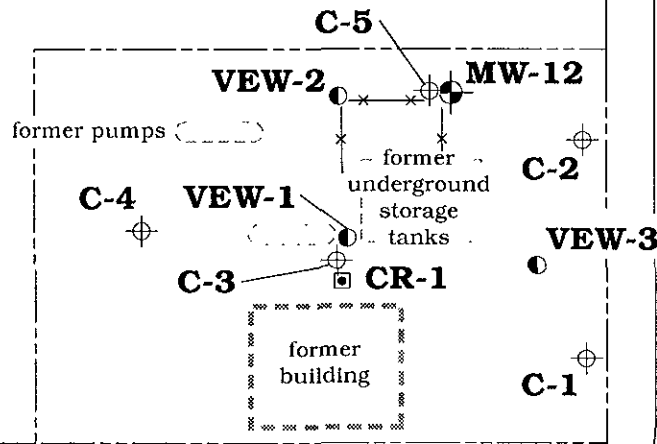 C-5
VEW-2
MW-12
former pumps
former
underground
storage
tanks
C-2
C-4
VEW-1
VEW-3
C-3
CR-1
former
building
C-1